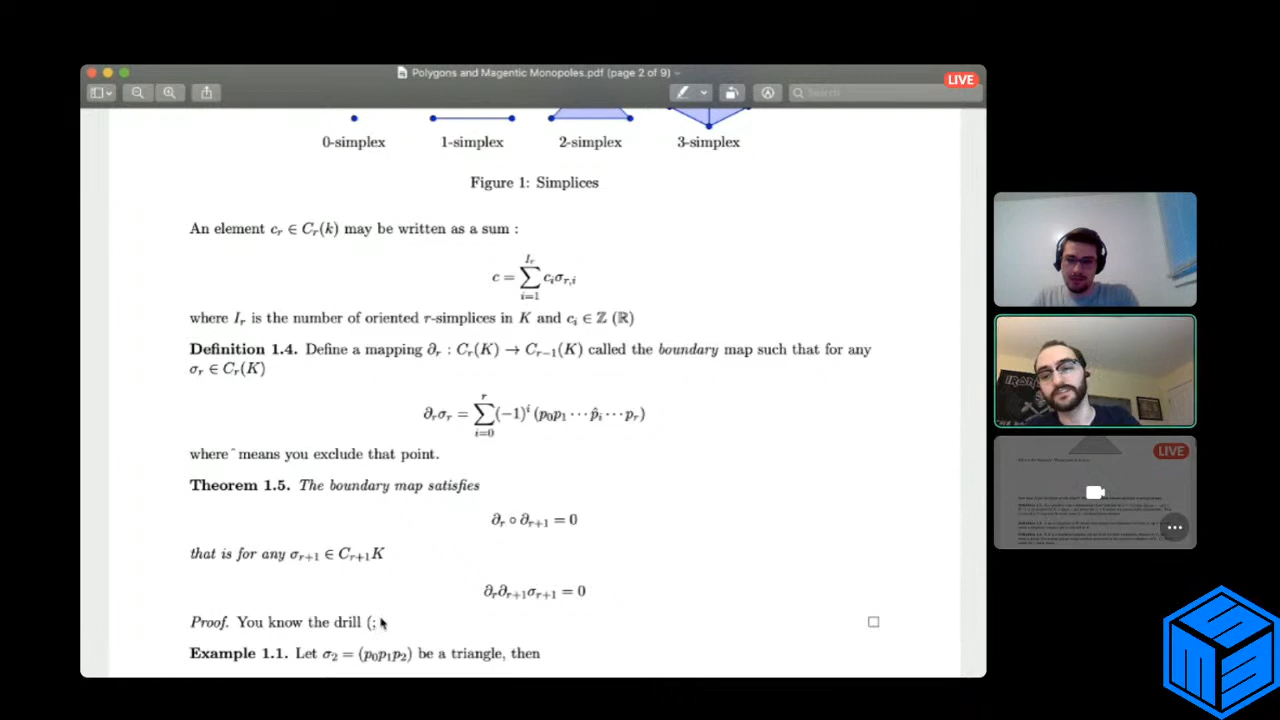 Polygons and Magentic Monopoles.pdf (page 2 of 9)
LIVE
Search
0-simplex 1-simplex 2-simplex 3-simplex
Figure 1: Simplices
An element c_r ∈ C_r(k) may be written as a sum :
c = ∑_{i=1}^{I_r} c_i σ_{r,i}
where I_r is the number of oriented r-simplices in K and c_i ∈ ℤ (ℝ)
Definition 1.4. Define a mapping ∂_r : C_r(K) → C_{r−1}(K) called the boundary map such that for any
σ_r ∈ C_r(K)
∂_r σ_r = ∑_{i=0}^{r} (−1)^i (p_0 p_1 ⋯ p̂_i ⋯ p_r)
where ˆ means you exclude that point.
Theorem 1.5. The boundary map satisfies
∂_r ∘ ∂_{r+1} = 0
that is for any σ_{r+1} ∈ C_{r+1}K
∂_r ∂_{r+1} σ_{r+1} = 0
Proof. You know the drill (; □
Example 1.1. Let σ_2 = (p_0 p_1 p_2) be a triangle, then
IRON
LIVE